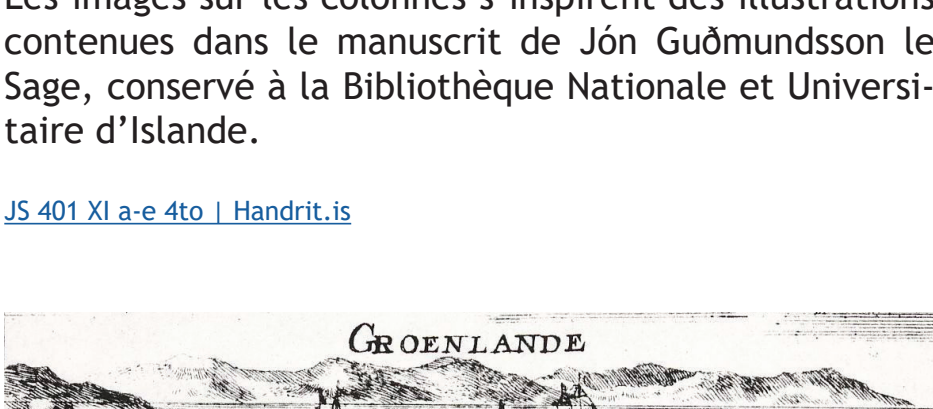 Les images sur les colonnes s'inspirent des illustrations
contenues dans le manuscrit de Jón Guðmundsson le
Sage, conservé à la Bibliothèque Nationale et Universi-
taire d'Islande.
JS 401 XI a-e 4to | Handrit.is
GROENLANDE